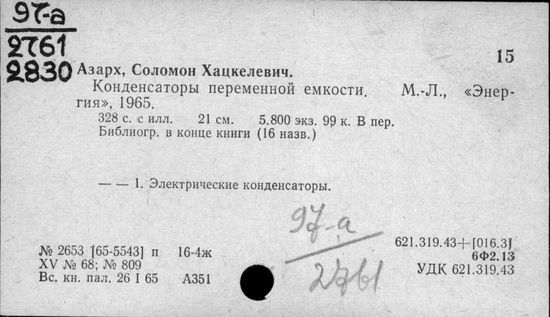 97-а
2761
2830
15
Азарх, Соломон Хацкелевич.
Конденсаторы переменной емкости. М.-Л., «Энер-
гия», 1965.
328 с. с илл. 21 см. 5.800 экз. 99 к. В пер.
Библиогр. в конце книги (16 назв.)
— — 1. Электрические конденсаторы.
97-а
2761
№ 2653 [65-5543] п 16-4ж
XV № 68; № 809
Вс. кн. пал. 26 I 65 А351
621.319.43+[016.3]
6Ф2.13
УДК 621.319.43